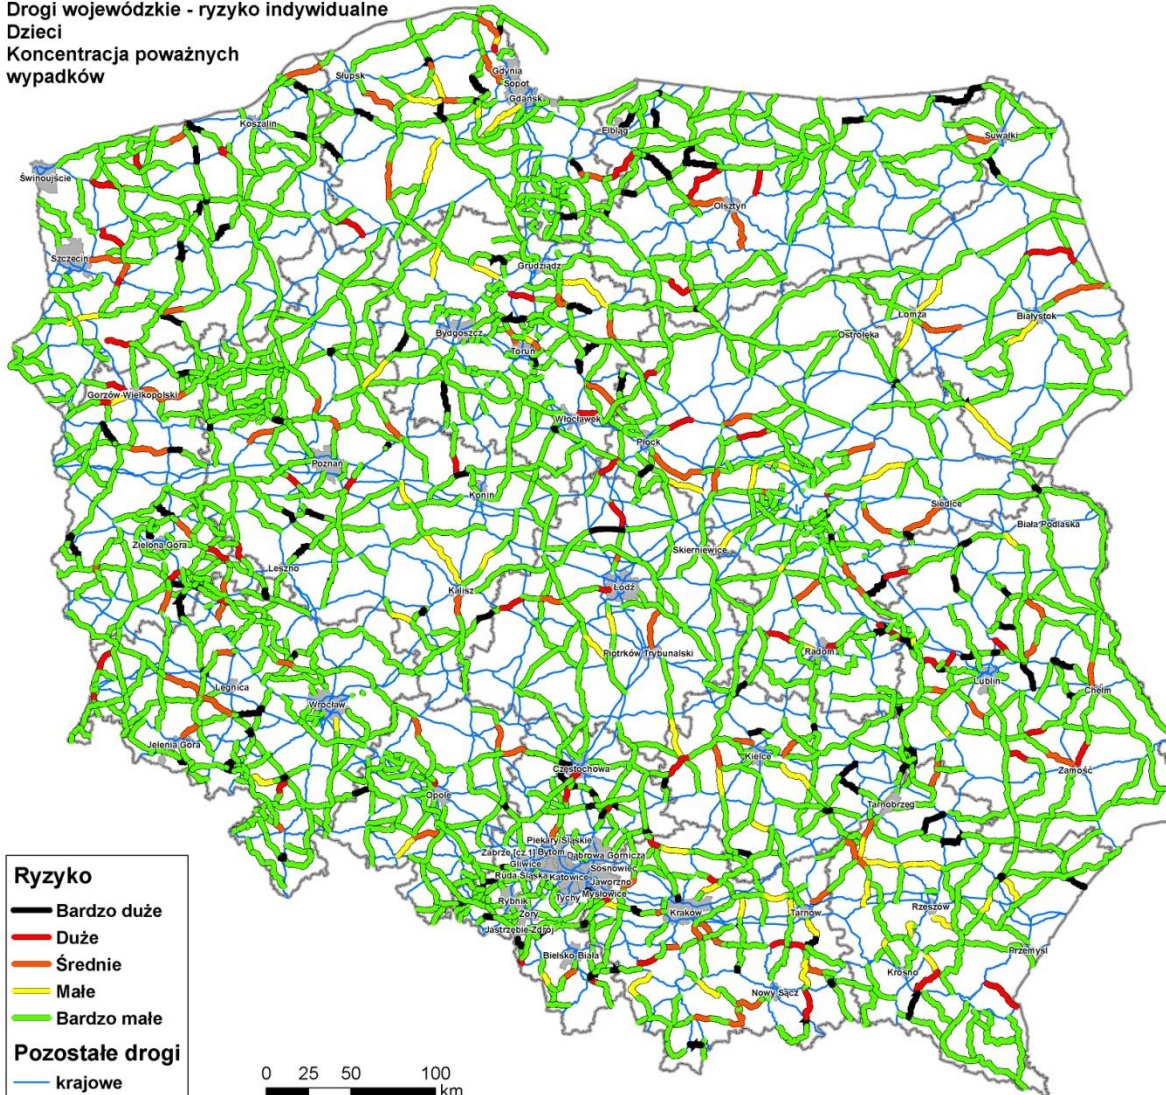 Drogi wojewódzkie - ryzyko indywidualne
Dzieci
Koncentracja poważnych
wypadków
Słupsk
Gdynia
Sopot
Gdańsk
Koszalin
Elbląg
Suwałki
Świnoujście
Olsztyn
Szczecin
Grudziądz
Łomża
Białystok
Bydgoszcz
Ostrołęka
Toruń
Gorzów Wielkopolski
Włocławek
Płock
Poznań
Konin
Siedlce
Biała Podlaska
Zielona Góra
Skierniewice
Leszno
Kalisz
Łódź
Piotrków Trybunalski
Radom
Lublin
Chełm
Legnica
Wrocław
Jelenia Góra
Kielce
Częstochowa
Zamość
Opole
Tarnobrzeg
Piekary Śląskie
Zabrze [cz.1]
Bytom
Dąbrowa Górnicza
Gliwice
Sosnowiec
Ruda Śląska
Katowice
Jaworzno
Tychy
Mysłowice
Rybnik
Żory
Kraków
Tarnów
Rzeszów
Jastrzębie-Zdrój
Bielsko-Biała
Przemyśl
Krosno
Nowy Sącz
Ryzyko
Bardzo duże
Duże
Średnie
Małe
Bardzo małe
Pozostałe drogi
krajowe
0 25 50 100
km